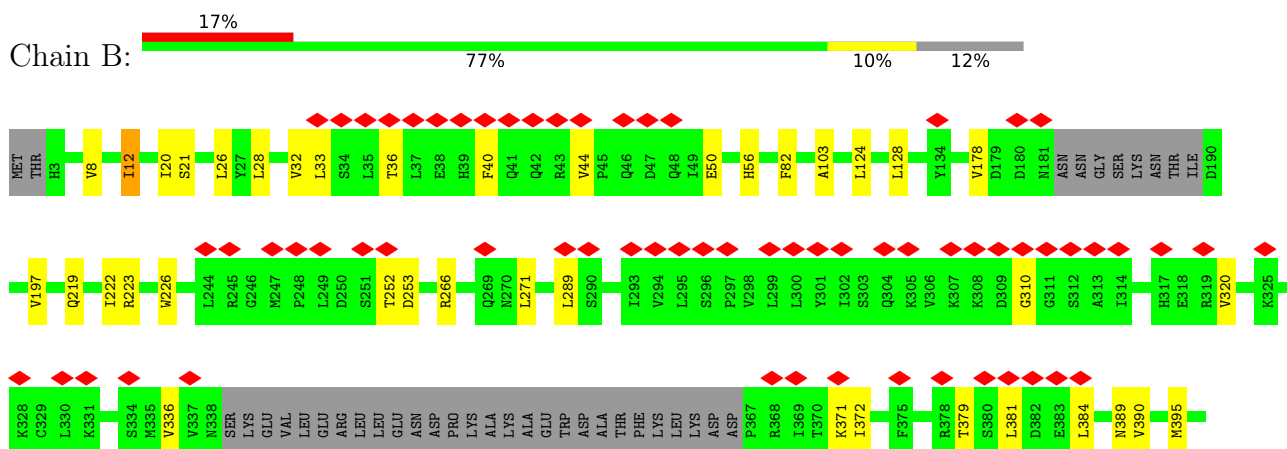 17%
Chain B:
77% 10% 12%
MET THR H3 V8 I12 I20 S21 L26 Y27 L28 V32 L33 S34 L35 T36 L37 E38 H39 F40 Q41 Q42 R43 V44 P45 Q46 D47 Q48 I49 E50 H56 F82 A103 L124 L128 Y134 V178 D179 D180 N181 ASN ASN GLY SER LYS ASN THR ILE D190
V197 Q219 I222 R223 W226 L244 R245 G246 M247 P248 L249 D250 S251 T252 D253 R266 Q269 N270 L271 L289 S290 I293 V294 L295 S296 P297 V298 L299 L300 Y301 I302 S303 Q304 K305 V306 K307 K308 D309 G310 G311 S312 A313 I314 H317 E318 R319 V320 K325
K328 C329 L330 K331 S334 M335 V336 V337 N338 SER LYS GLU VAL LEU GLU ARG LEU LEU GLU ASN ASP PRO LYS ALA LYS ALA GLU TRP ASP ALA THR PHE LYS LEU LYS ASP ASP P367 R368 I369 T370 K371 I372 F375 R378 T379 S380 L381 D382 E383 L384 N389 V390 M395